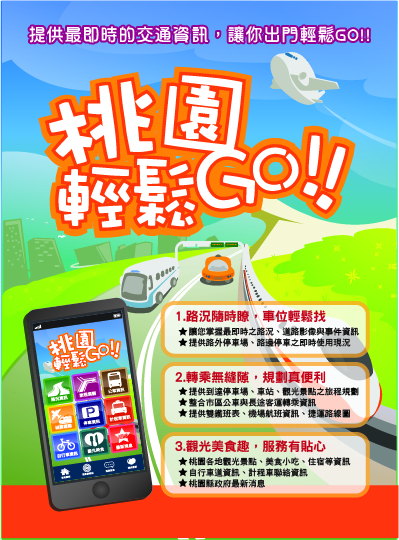 提供最即時的交通資訊，讓你出門輕鬆GO!!
桃園
輕鬆GO!!
桃園
輕鬆GO!!
1.路況隨時瞭，車位輕鬆找
★讓您掌握最即時之路況、道路影像與事件資訊
★提供路外停車場、路邊停車之即時使用現況
2.轉乘無縫隙，規劃真便利
★提供到達停車場、車站、觀光景點之旅程規劃
★整合市區公車與長途客運轉乘資訊
★提供雙鐵班表、機場航班資訊、捷運路線圖
3.觀光美食趣，服務有貼心
★桃園各地觀光景點、美食小吃、住宿等資訊
★自行車道資訊、計程車聯絡資訊
★桃園縣政府最新消息